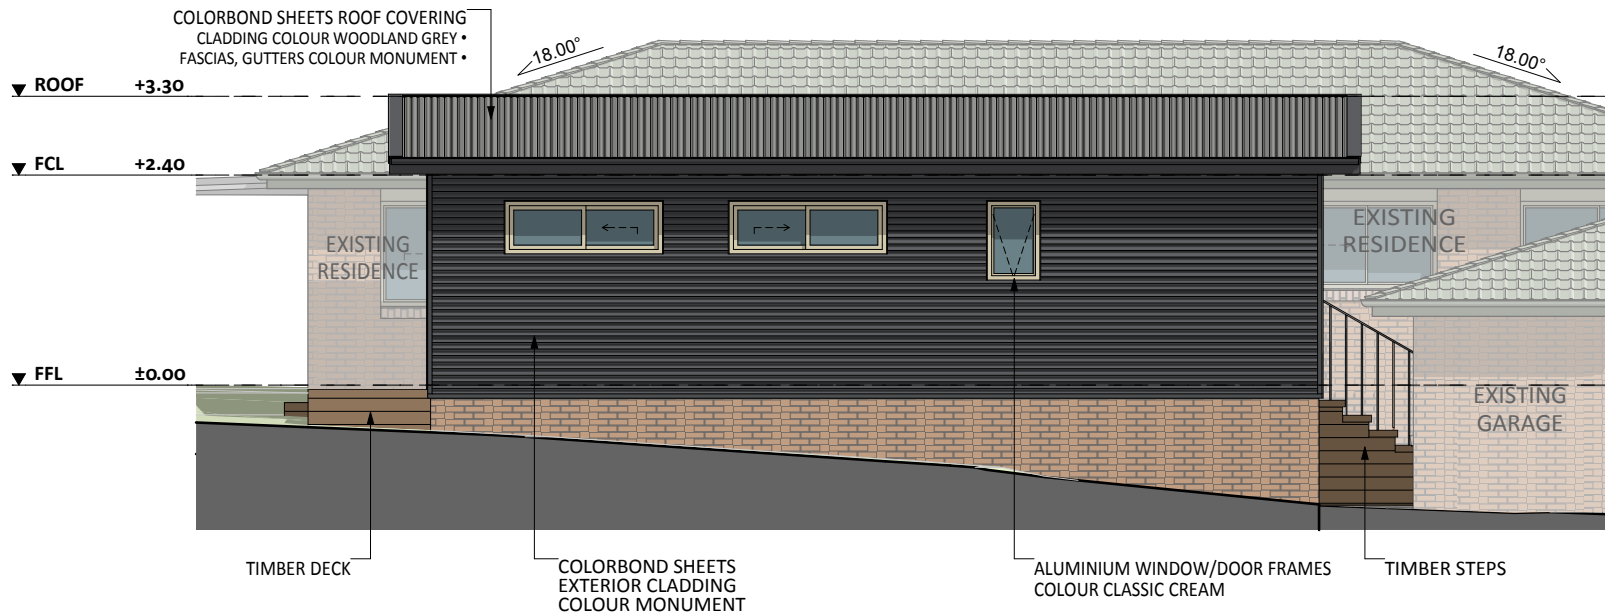 COLORBOND SHEETS ROOF COVERING
CLADDING COLOUR WOODLAND GREY •
FASCIAS, GUTTERS COLOUR MONUMENT •
18.00°
18.00°
ROOF +3.30
FCL +2.40
EXISTING
RESIDENCE
EXISTING
RESIDENCE
FFL ±0.00
EXISTING
GARAGE
TIMBER DECK
COLORBOND SHEETS
EXTERIOR CLADDING
COLOUR MONUMENT
ALUMINIUM WINDOW/DOOR FRAMES
COLOUR CLASSIC CREAM
TIMBER STEPS